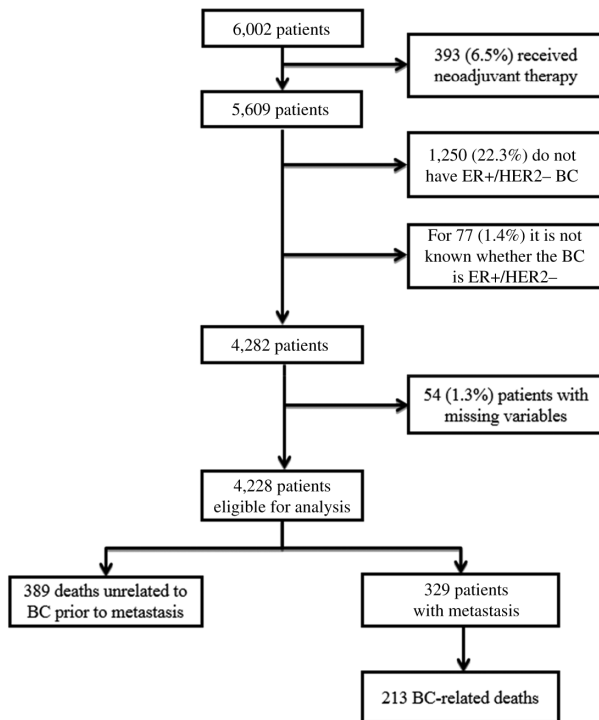 6,002 patients
393 (6.5%) received
neoadjuvant therapy
5,609 patients
1,250 (22.3%) do not
have ER+/HER2– BC
For 77 (1.4%) it is not
known whether the BC
is ER+/HER2–
4,282 patients
54 (1.3%) patients with
missing variables
4,228 patients
eligible for analysis
389 deaths unrelated to
BC prior to metastasis
329 patients
with metastasis
213 BC-related deaths